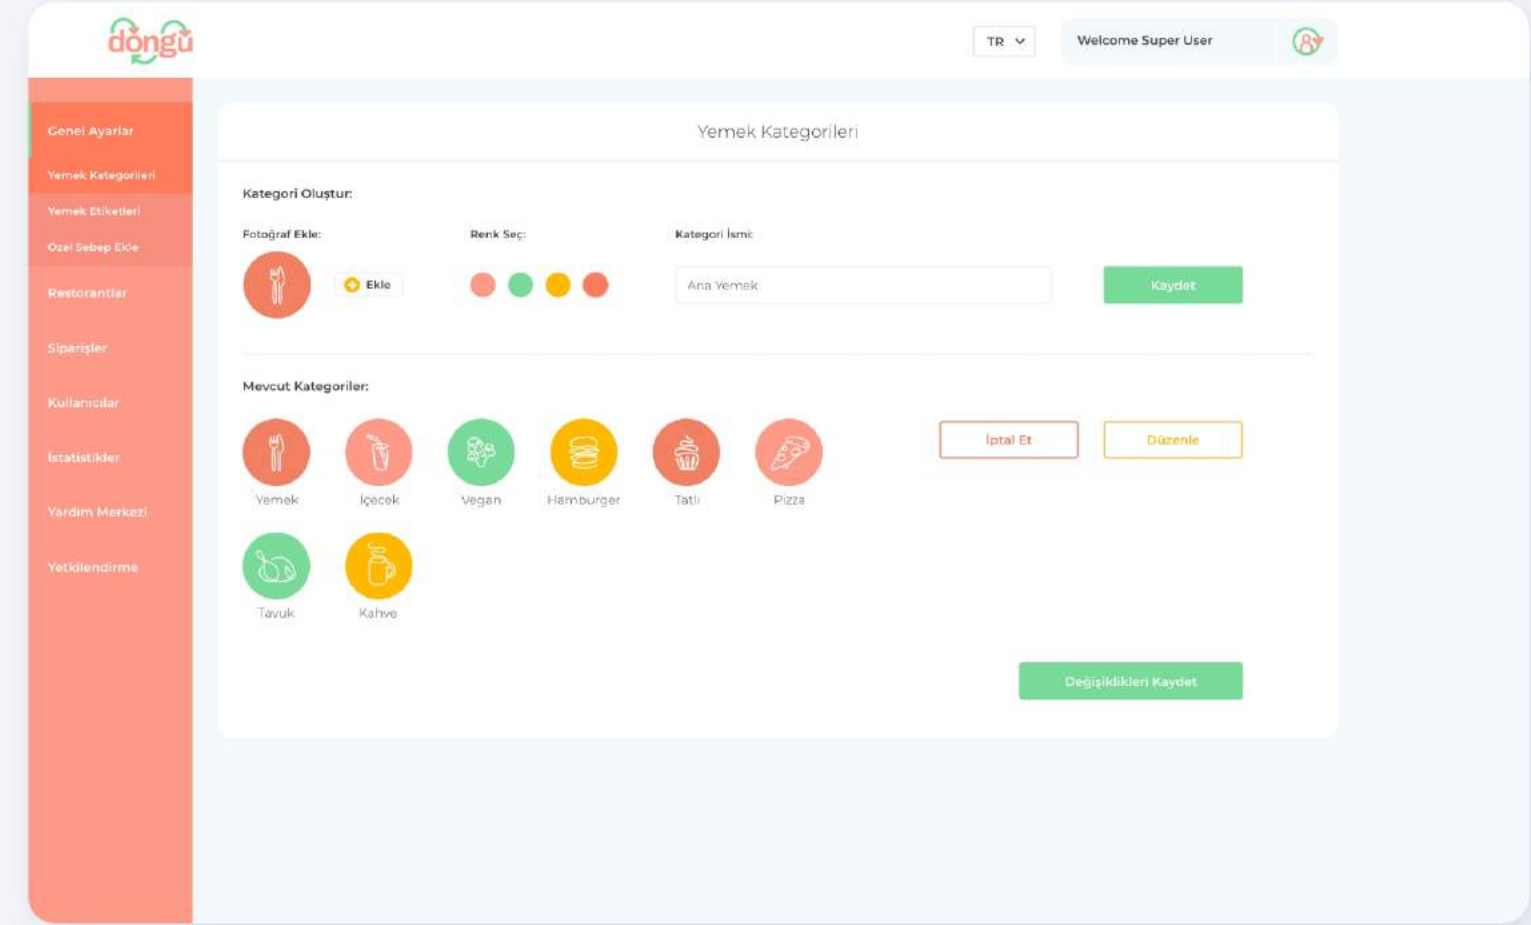 döngü
TR
Welcome Super User
Genel Ayarlar
Yemek Kategorileri
Yemek Etiketleri
Özel Sebep Ekle
Restorantlar
Siparişler
Kullanıcılar
İstatistikler
Yardım Merkezi
Yetkilendirme
Yemek Kategorileri
Kategori Oluştur:
Fotoğraf Ekle:
Renk Seç:
Kategori İsmi:
Ekle
Ana Yemek
Kaydet
Mevcut Kategoriler:
İptal Et
Düzenle
Yemek
İçecek
Vegan
Hamburger
Tatlı
Pizza
Tavuk
Kahve
Değişiklikleri Kaydet